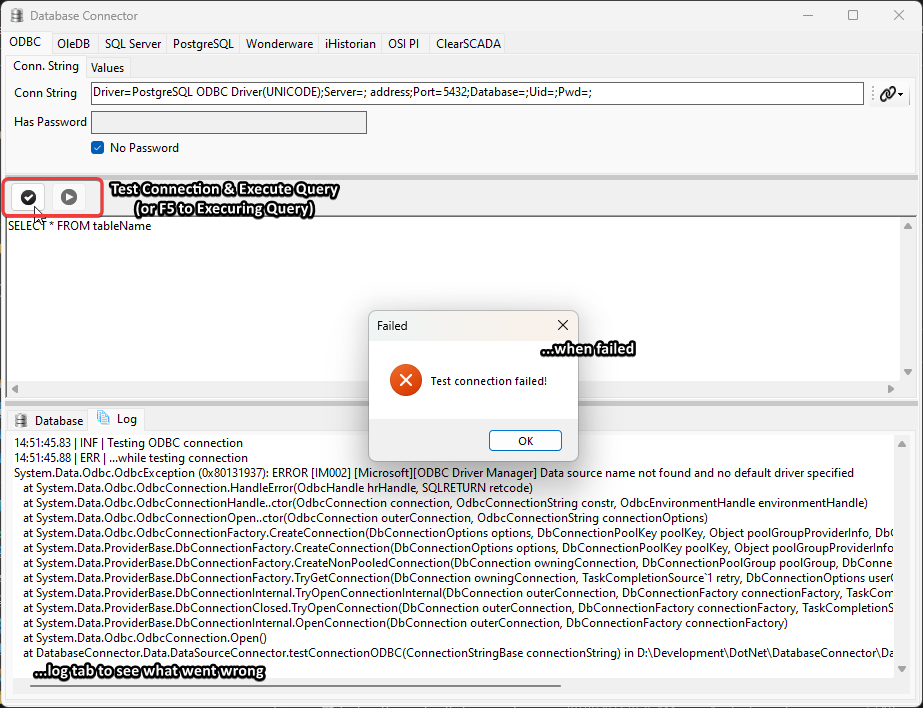 Database Connector
ODBC OleDB SQL Server PostgreSQL Wonderware iHistorian OSI PI ClearSCADA
Conn. String Values
Conn String Driver=PostgreSQL ODBC Driver(UNICODE);Server=; address;Port=5432;Database=;Uid=;Pwd=;
Has Password
No Password
Test Connection & Execute Query
(or F5 to Execuring Query)
SELECT * FROM tableName
Failed
...when failed
Test connection failed!
OK
Database Log
14:51:45.83 | INF | Testing ODBC connection
14:51:45.88 | ERR | ...while testing connection
System.Data.Odbc.OdbcException (0x80131937): ERROR [IM002] [Microsoft][ODBC Driver Manager] Data source name not found and no default driver specified
at System.Data.Odbc.OdbcConnection.HandleError(OdbcHandle hrHandle, SQLRETURN retcode)
at System.Data.Odbc.OdbcConnectionHandle..ctor(OdbcConnection connection, OdbcConnectionString constr, OdbcEnvironmentHandle environmentHandle)
at System.Data.Odbc.OdbcConnectionOpen..ctor(OdbcConnection outerConnection, OdbcConnectionString connectionOptions)
at System.Data.Odbc.OdbcConnectionFactory.CreateConnection(DbConnectionOptions options, DbConnectionPoolKey poolKey, Object poolGroupProviderInfo, DbC
at System.Data.ProviderBase.DbConnectionFactory.CreateConnection(DbConnectionOptions options, DbConnectionPoolKey poolKey, Object poolGroupProviderInfo
at System.Data.ProviderBase.DbConnectionFactory.CreateNonPooledConnection(DbConnection owningConnection, DbConnectionPoolGroup poolGroup, DbConne
at System.Data.ProviderBase.DbConnectionFactory.TryGetConnection(DbConnection owningConnection, TaskCompletionSource`1 retry, DbConnectionOptions user
at System.Data.ProviderBase.DbConnectionInternal.TryOpenConnectionInternal(DbConnection outerConnection, DbConnectionFactory connectionFactory, TaskCom
at System.Data.ProviderBase.DbConnectionClosed.TryOpenConnection(DbConnection outerConnection, DbConnectionFactory connectionFactory, TaskCompletionS
at System.Data.ProviderBase.DbConnectionInternal.OpenConnection(DbConnection outerConnection, DbConnectionFactory connectionFactory)
at System.Data.Odbc.OdbcConnection.Open()
at DatabaseConnector.Data.DataSourceConnector.testConnectionODBC(ConnectionStringBase connectionString) in D:\Development\DotNet\DatabaseConnector\Da
...log tab to see what went wrong